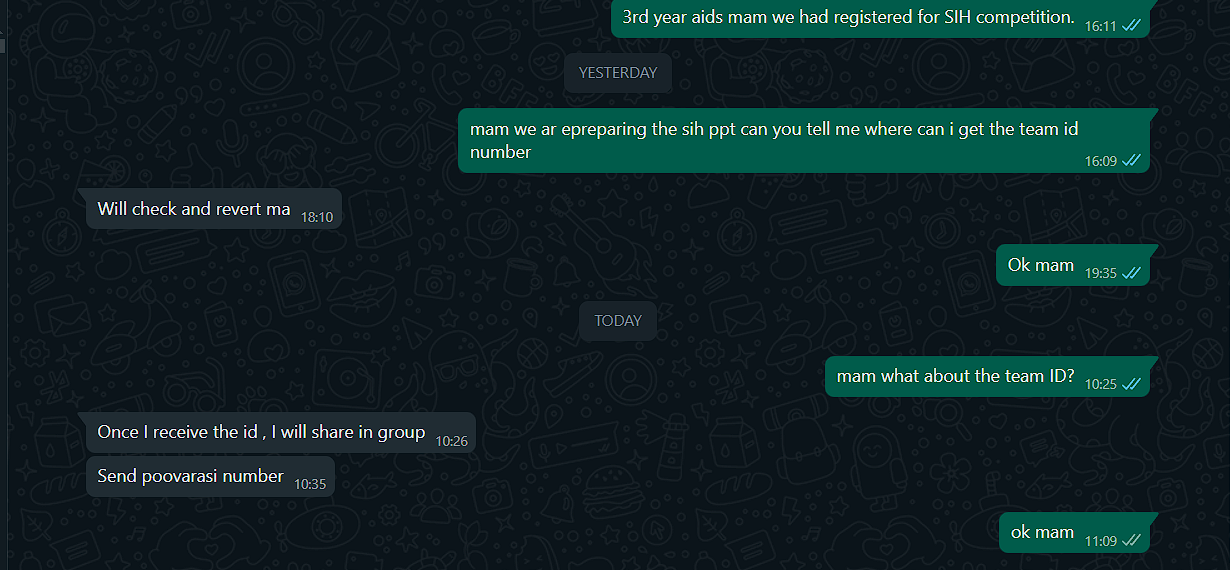 3rd year aids mam we had registered for SIH competition. 16:11
YESTERDAY
mam we ar epreparing the sih ppt can you tell me where can i get the team id
number 16:09
Will check and revert ma 18:10
Ok mam 19:35
TODAY
mam what about the team ID? 10:25
Once I receive the id , I will share in group 10:26
Send poovarasi number 10:35
ok mam 11:09